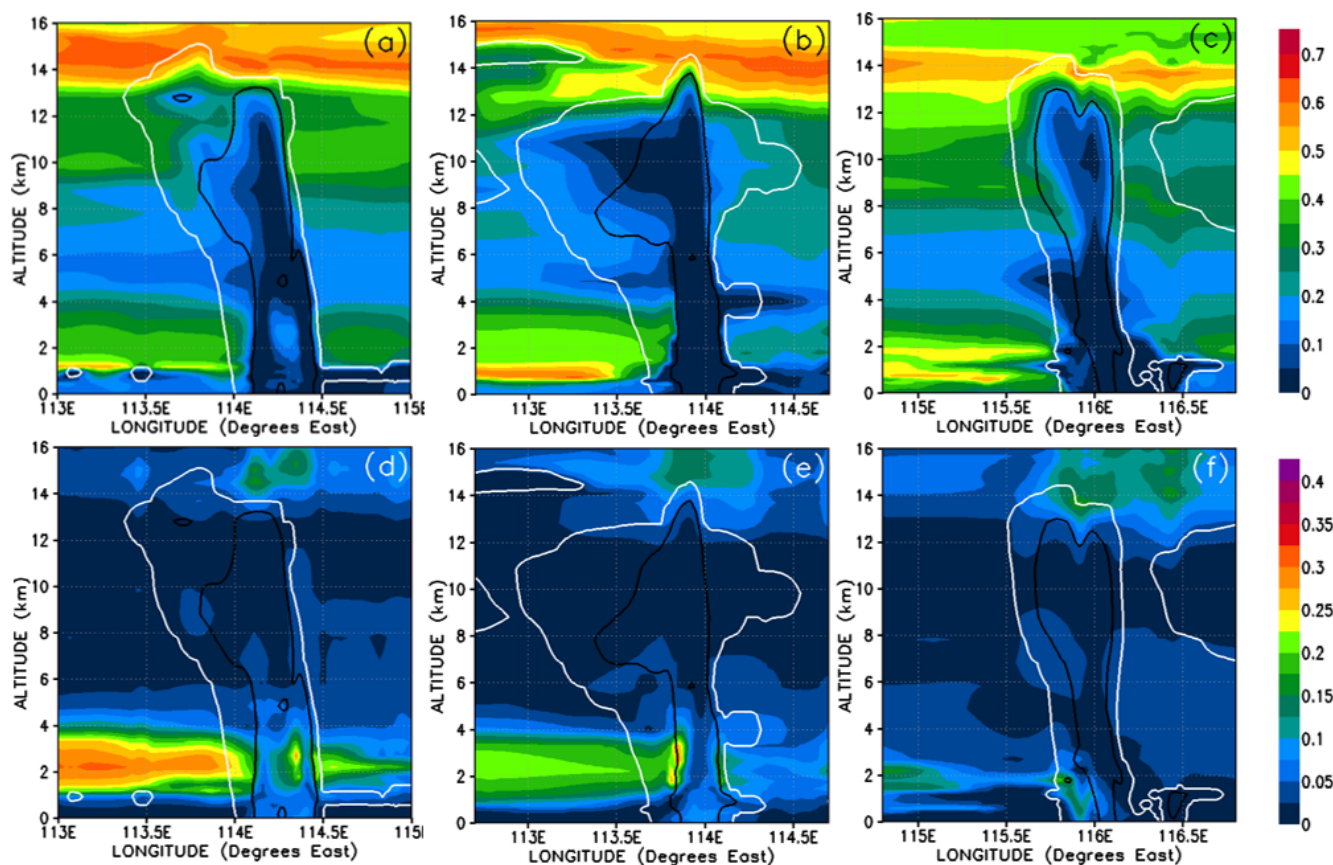 (a) (b) (c)
16 16 16
14 14 14
12 12 12
10 10 10
8 8 8
6 6 6
4 4 4
2 2 2
0 0 0
ALTITUDE (km) ALTITUDE (km) ALTITUDE (km)
113E 113.5E 114E 114.5E 115E 113E 113.5E 114E 114.5E 115E 115.5E 116E 116.5E
LONGITUDE (Degrees East) LONGITUDE (Degrees East) LONGITUDE (Degrees East)
0.7
0.6
0.5
0.4
0.3
0.2
0.1
0
(d) (e) (f)
16 16 16
14 14 14
12 12 12
10 10 10
8 8 8
6 6 6
4 4 4
2 2 2
0 0 0
ALTITUDE (km) ALTITUDE (km) ALTITUDE (km)
113E 113.5E 114E 114.5E 115E 113E 113.5E 114E 114.5E 115E 115.5E 116E 116.5E
LONGITUDE (Degrees East) LONGITUDE (Degrees East) LONGITUDE (Degrees East)
0.4
0.35
0.3
0.25
0.2
0.15
0.1
0.05
0